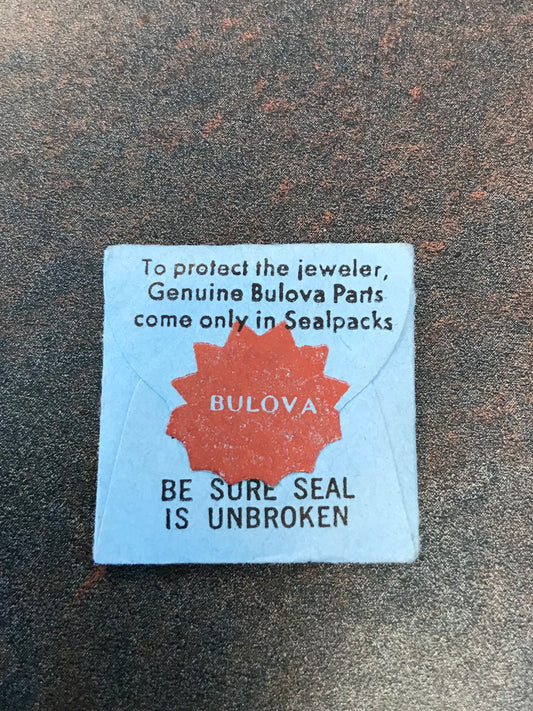 To protect the jeweler,
Genuine Bulova Parts
come only in Sealpacks
BULOVA
BE SURE SEAL
IS UNBROKEN